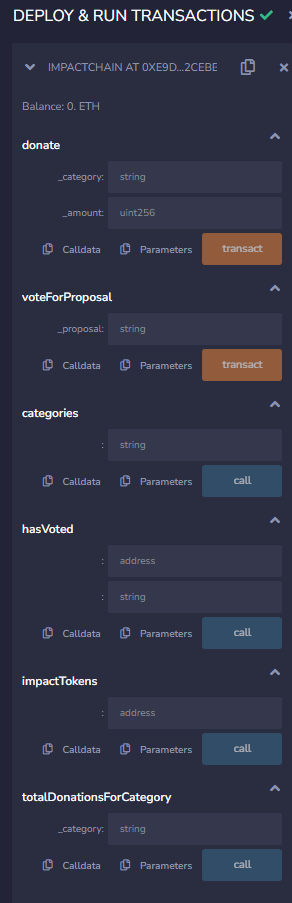 DEPLOY & RUN TRANSACTIONS
IMPACTCHAIN AT 0XE9D...2CEBE
Balance: 0. ETH
donate
_category: string
_amount: uint256
Calldata Parameters transact
voteForProposal
_proposal: string
Calldata Parameters transact
categories
: string
Calldata Parameters call
hasVoted
: address
: string
Calldata Parameters call
impactTokens
: address
Calldata Parameters call
totalDonationsForCategory
_category: string
Calldata Parameters call